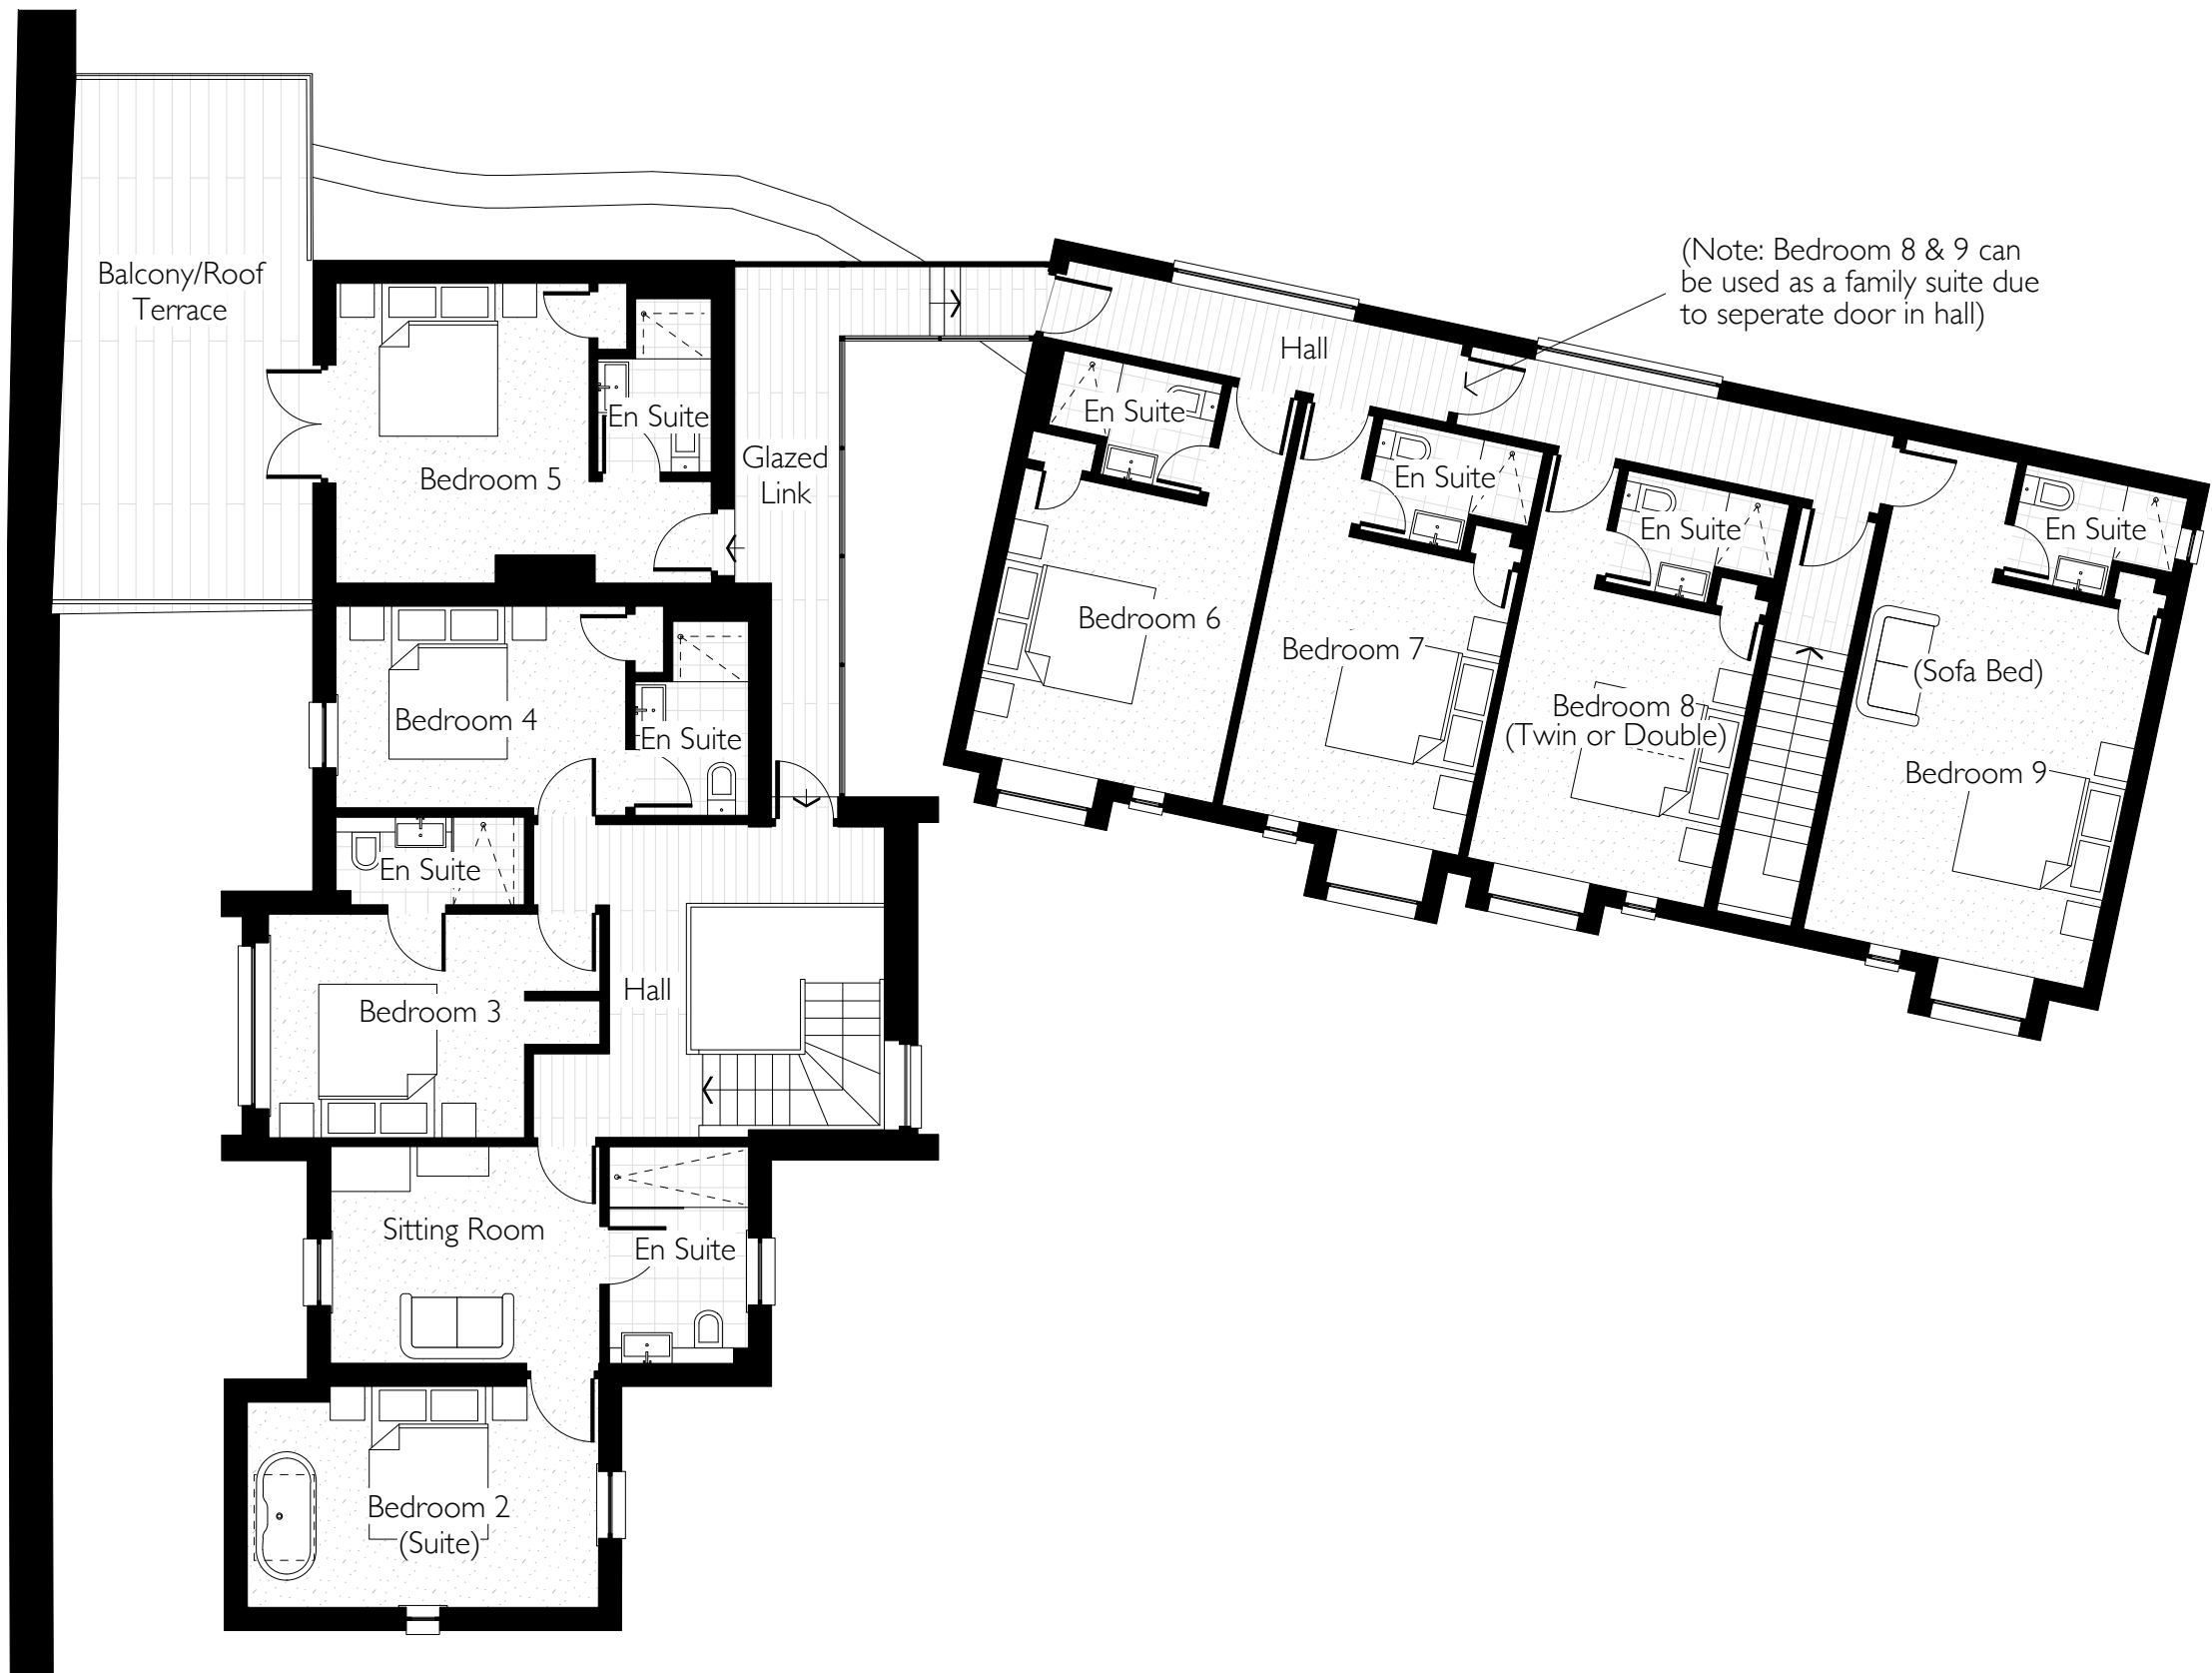 Balcony/Roof
Terrace
(Note: Bedroom 8 & 9 can
be used as a family suite due
to seperate door in hall)
Hall
En Suite
En Suite
Bedroom 5
Glazed
Link
En Suite
En Suite
En Suite
Bedroom 6
Bedroom 7
(Sofa Bed)
Bedroom 8
(Twin or Double)
Bedroom 9
Bedroom 4
En Suite
En Suite
Hall
Bedroom 3
Sitting Room
En Suite
Bedroom 2
(Suite)